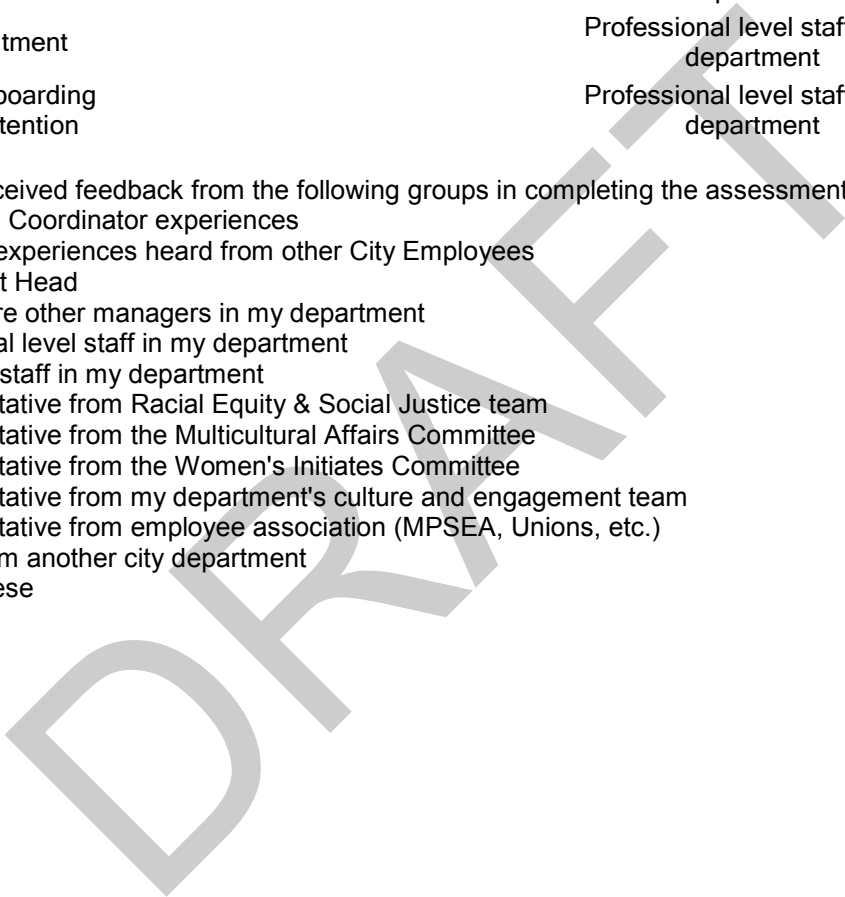 tment
Professional level staf
department
boarding
tention
Professional level staf
department
ceived feedback from the following groups in completing the assessment
Coordinator experiences
experiences heard from other City Employees
t Head
re other managers in my department
al level staff in my department
staff in my department
tative from Racial Equity & Social Justice team
tative from the Multicultural Affairs Committee
tative from the Women's Initiates Committee
tative from my department's culture and engagement team
tative from employee association (MPSEA, Unions, etc.)
m another city department
ese
DRAFT